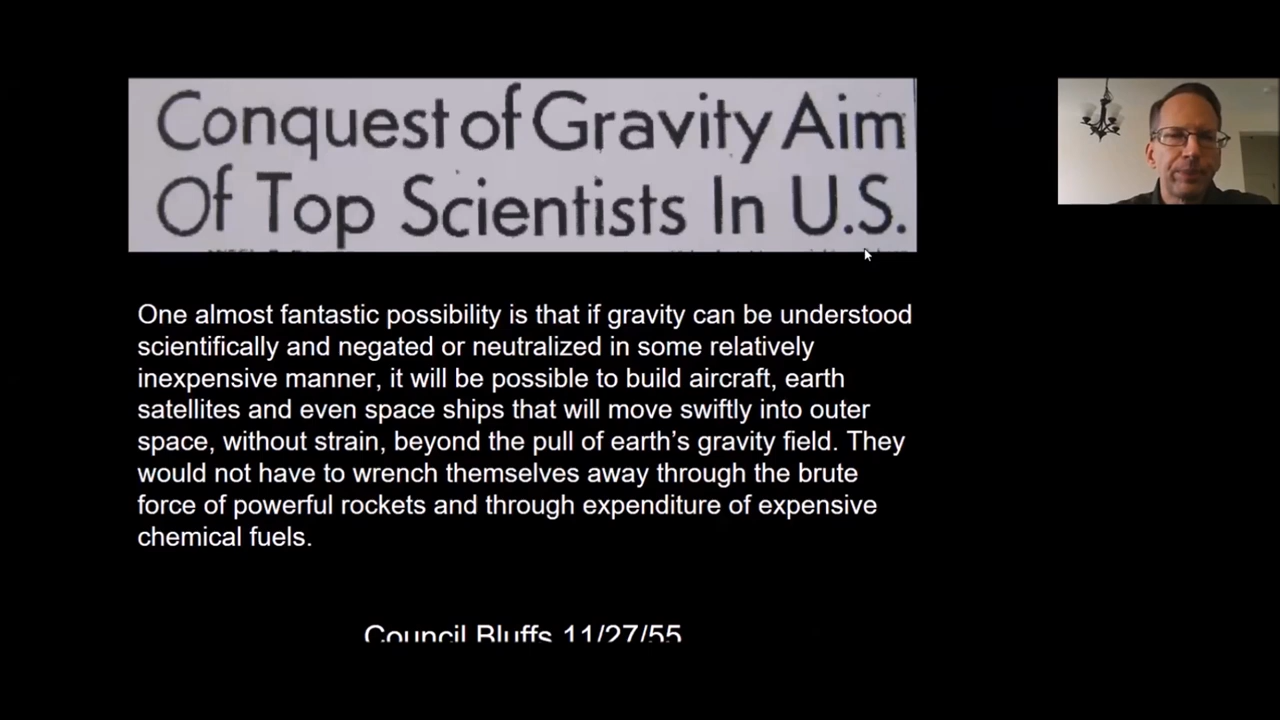 Conquest of Gravity Aim
Of Top Scientists In U.S.
One almost fantastic possibility is that if gravity can be understood
scientifically and negated or neutralized in some relatively
inexpensive manner, it will be possible to build aircraft, earth
satellites and even space ships that will move swiftly into outer
space, without strain, beyond the pull of earth’s gravity field. They
would not have to wrench themselves away through the brute
force of powerful rockets and through expenditure of expensive
chemical fuels.
Council Bluffs 11/27/55